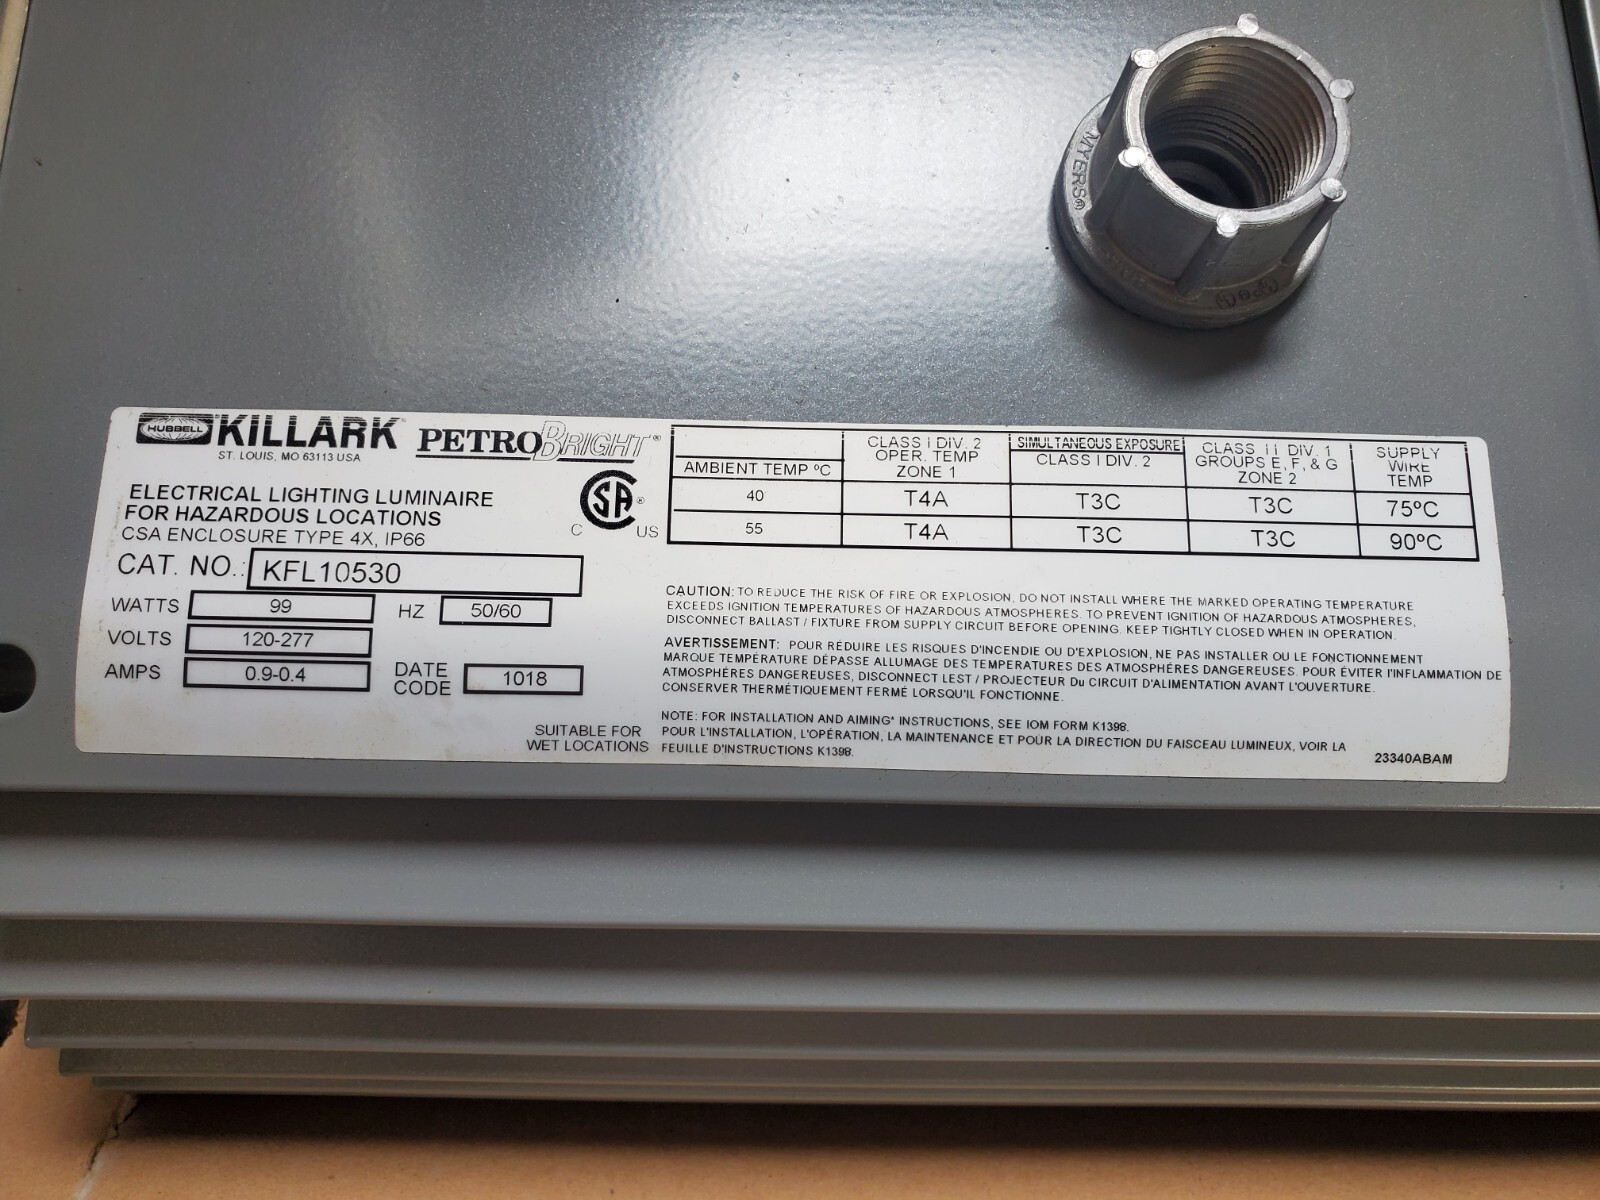 MYERS®
HUBBELL KILLARK
ST. LOUIS, MO 63113 USA
PETROBRIGHT®
ELECTRICAL LIGHTING LUMINAIRE
FOR HAZARDOUS LOCATIONS
CSA ENCLOSURE TYPE 4X, IP66
C SA® US
CAT. NO.: KFL10530
WATTS 99 HZ 50/60
VOLTS 120-277
AMPS 0.9-0.4 DATE CODE 1018
SUITABLE FOR
WET LOCATIONS
AMBIENT TEMP ºC
CLASS I DIV. 2
OPER. TEMP
ZONE 1
SIMULTANEOUS EXPOSURE
CLASS I DIV. 2
CLASS II DIV. 1
GROUPS E, F, & G
ZONE 2
SUPPLY
WIRE
TEMP
40 T4A T3C T3C 75ºC
55 T4A T3C T3C 90ºC
CAUTION: TO REDUCE THE RISK OF FIRE OR EXPLOSION, DO NOT INSTALL WHERE THE MARKED OPERATING TEMPERATURE
EXCEEDS IGNITION TEMPERATURES OF HAZARDOUS ATMOSPHERES. TO PREVENT IGNITION OF HAZARDOUS ATMOSPHERES,
DISCONNECT BALLAST / FIXTURE FROM SUPPLY CIRCUIT BEFORE OPENING. KEEP TIGHTLY CLOSED WHEN IN OPERATION.
AVERTISSEMENT: POUR RÉDUIRE LES RISQUES D'INCENDIE OU D'EXPLOSION, NE PAS INSTALLER OU LE FONCTIONNEMENT
MARQUE TEMPÉRATURE DÉPASSE ALLUMAGE DES TEMPERATURES DES ATMOSPHÉRES DANGEREUSES. POUR ÉVITER l'INFLAMMATION DE
ATMOSPHÉRES DANGEREUSES, DISCONNECT LEST / PROJECTEUR Du CIRCUIT D'ALIMENTATION AVANT L'OUVERTURE.
CONSERVER THERMÉTIQUEMENT FERMÉ LORSQU'IL FONCTIONNE.
NOTE: FOR INSTALLATION AND AIMING* INSTRUCTIONS, SEE IOM FORM K1398.
POUR L'INSTALLATION, L'OPÉRATION, LA MAINTENANCE ET POUR LA DIRECTION DU FAISCEAU LUMINEUX, VOIR LA
FEUILLE D'INSTRUCTIONS K1398.
23340ABAM